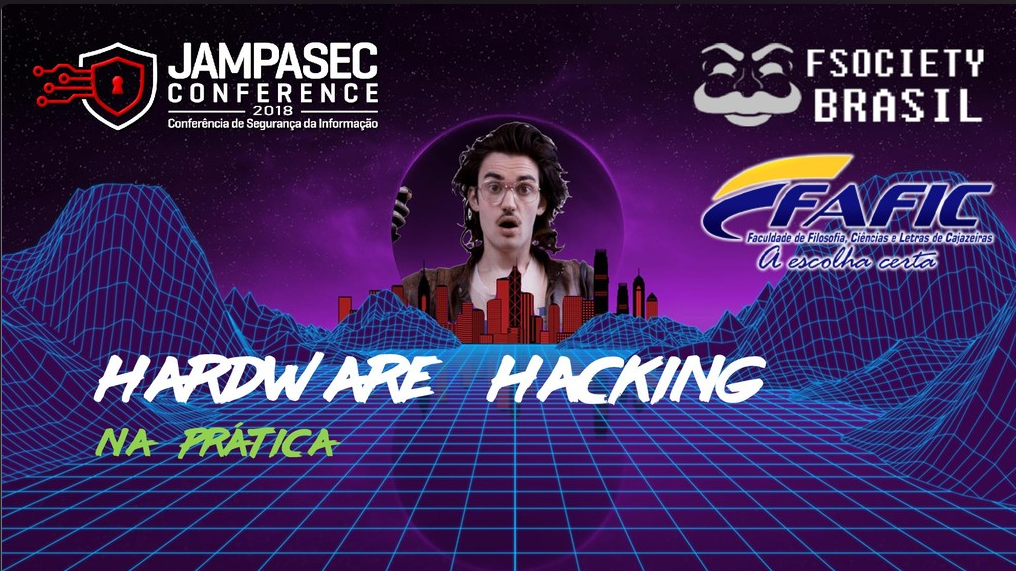 JAMPASEC
CONFERENCE
2018
Conferência de Segurança da Informação
FSOCIETY
BRASIL
FAFIC
Faculdade de Filosofia, Ciências e Letras de Cajazeiras
A escolha certa
HARDWARE HACKING
NA PRÁTICA